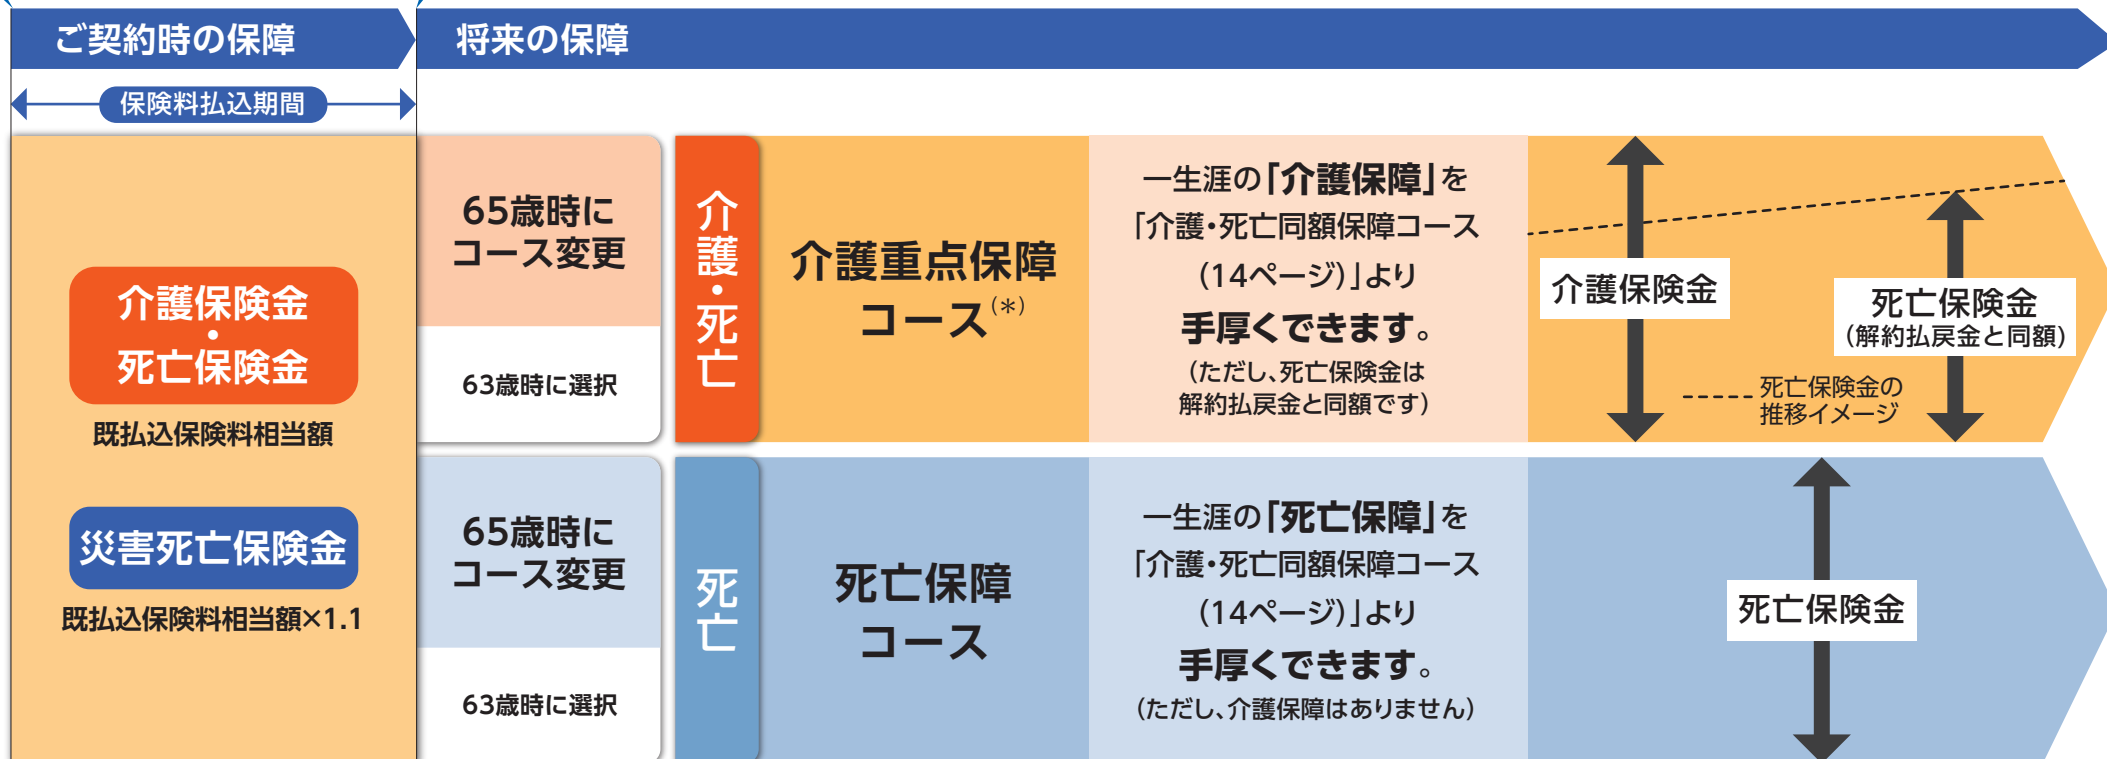 ご契約時の保障
将来の保障
保険料払込期間
介護保険金
・
死亡保険金
既払込保険料相当額
災害死亡保険金
既払込保険料相当額×1.1
65歳時に
コース変更
63歳時に選択
介護・死亡
介護重点保障
コース(＊)
一生涯の「介護保障」を
「介護・死亡同額保障コース
(14ページ)」より
手厚くできます。
(ただし、死亡保険金は
解約払戻金と同額です)
介護保険金
死亡保険金
(解約払戻金と同額)
死亡保険金の
推移イメージ
65歳時に
コース変更
63歳時に選択
死亡
死亡保障
コース
一生涯の「死亡保障」を
「介護・死亡同額保障コース
(14ページ)」より
手厚くできます。
(ただし、介護保障はありません)
死亡保険金